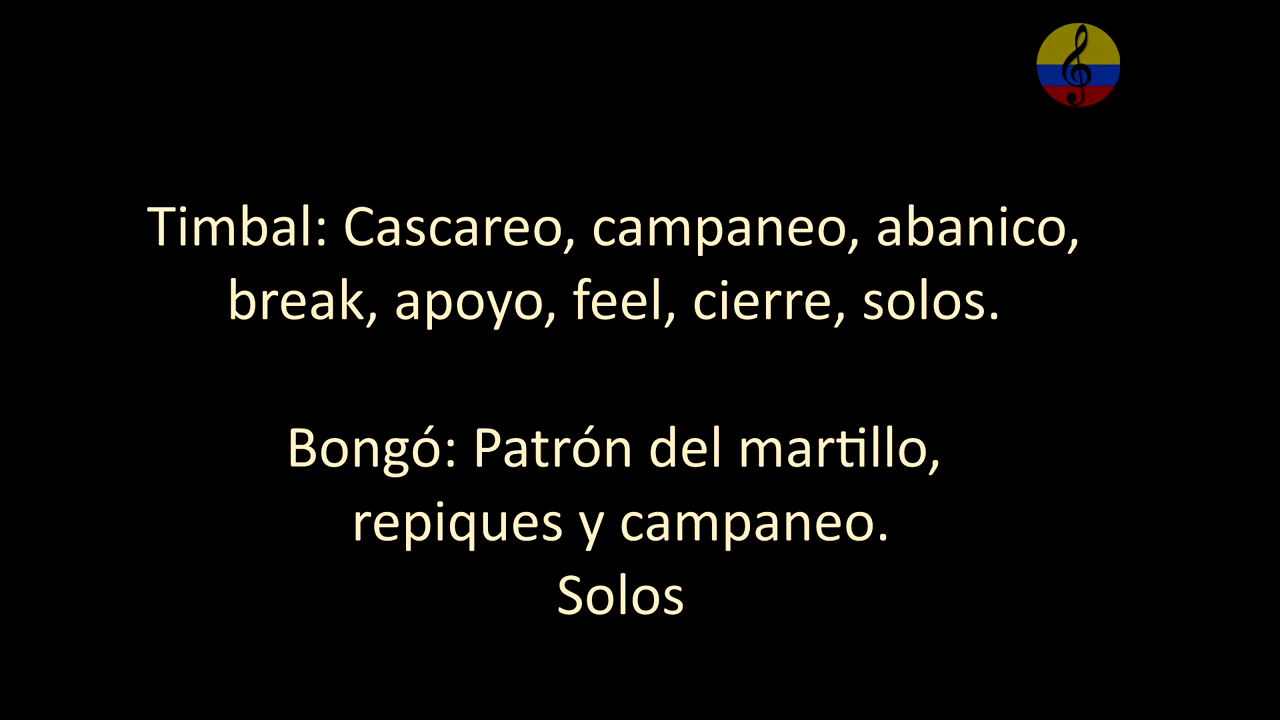 Timbal: Cascareo, campaneo, abanico,
break, apoyo, feel, cierre, solos.
Bongó: Patrón del martillo,
repiques y campaneo.
Solos